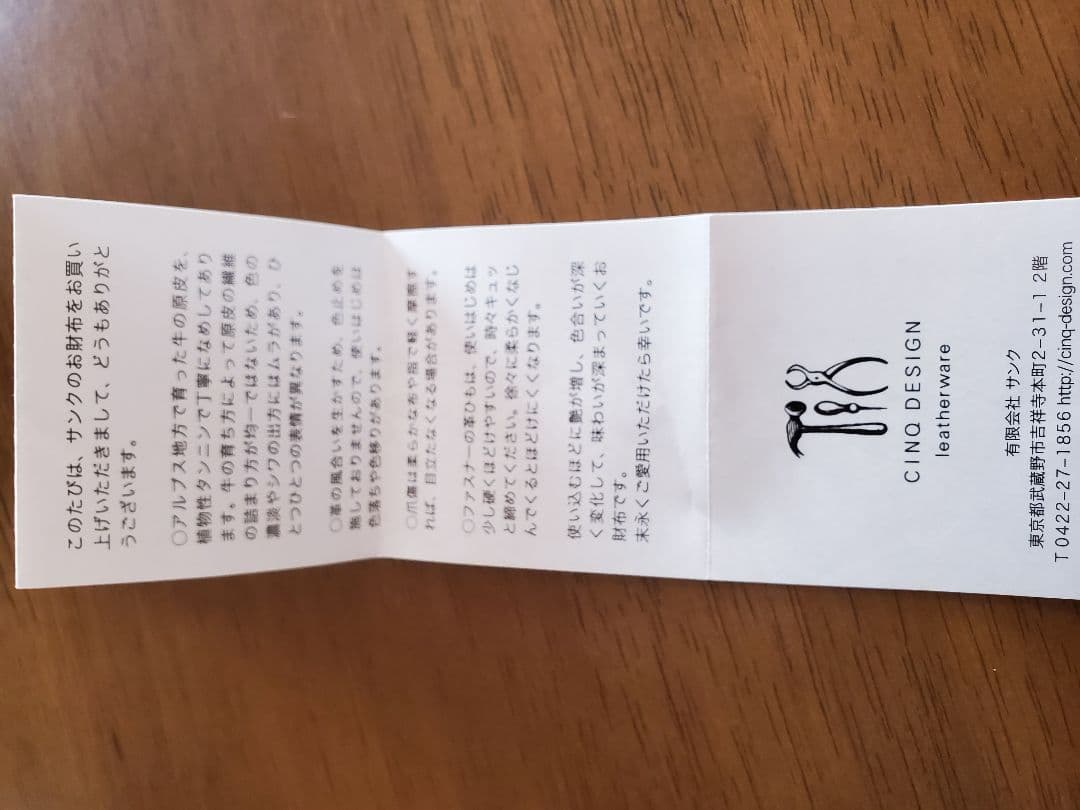 このたびは、サンクのお財布をお買い
上げいただきまして、どうもありがと
うございます。
○アルプス地方で育った牛の原皮を、
植物性タンニンで丁寧になめしてあり
ます。牛の育ち方によって原皮の繊維
の詰まり方が均一ではないため、色の
濃淡やシワの出方にはムラがあり、ひ
とつひとつの表情が異なります。
○革の風合いを生かすため、色止めを
施しておりませんので、使いはじめは
色落ちや色移りがあります。
○爪傷は柔らかな布や指で軽く摩擦す
れば、目立たなくなる場合があります。
○ファスナーの革ひもは、使いはじめは
少し硬くほどけやすいので、時々キュッ
と締めてください。徐々に柔らかくなじ
んでくるとほどけにくくなります。
使い込むほどに艶が増し、色合いが深
く変化して、味わいが深まっていくお
財布です。
末永くご愛用いただけたら幸いです。
CINQ DESIGN
leatherware
有限会社 サンク
東京都武蔵野市吉祥寺本町2-31-1 2階
T 0422-27-1856 http://cinq-design.com